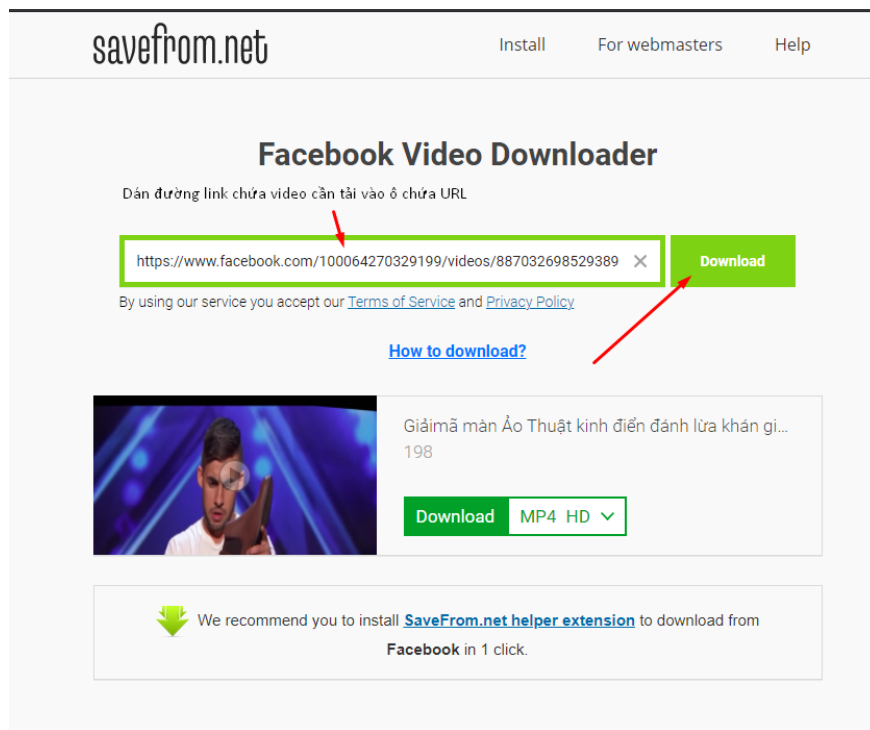 savefrom.net
Install For webmasters Help
Facebook Video Downloader
Dán đường link chứa video cần tải vào ô chứa URL
https://www.facebook.com/100064270329199/videos/887032698529389 × Download
By using our service you accept our Terms of Service and Privacy Policy
How to download?
Giảimã màn Ảo Thuật kinh điển đánh lừa khán gi...
198
Download MP4 HD
We recommend you to install SaveFrom.net helper extension to download from
Facebook in 1 click.